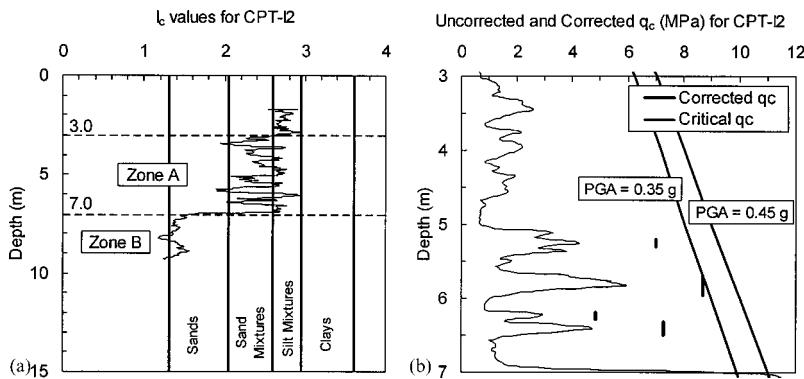 I_c values for CPT-I2
0 1 2 3 4
0
5
10
15
Depth (m)
3.0
7.0
Zone A
Zone B
Sands
Sand Mixtures
Silt Mixtures
Clays
(a)
Uncorrected and Corrected q_c (MPa) for CPT-I2
0 2 4 6 8 10 12
3
4
5
6
7
Depth (m)
Corrected qc
Critical qc
PGA = 0.35 g
PGA = 0.45 g
(b)